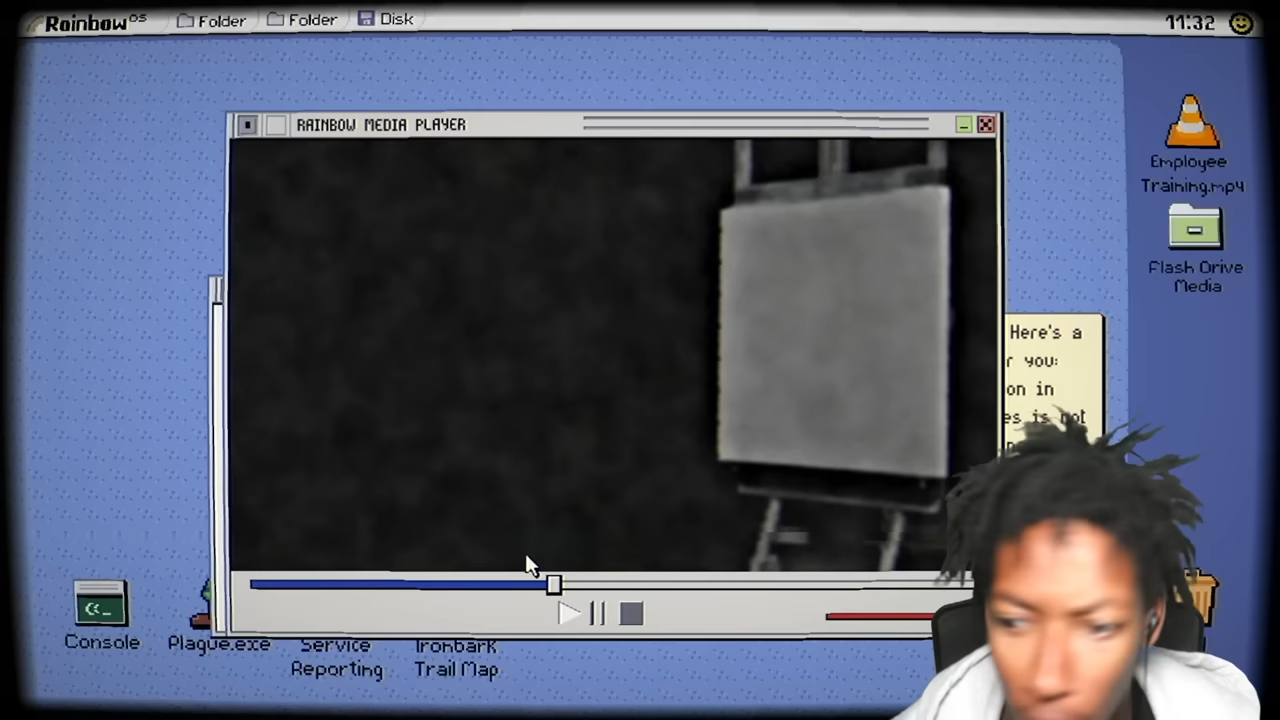 Rainbow OS
Folder
Folder
Disk
11:32
RAINBOW MEDIA PLAYER
Employee
Training.mp4
Flash Drive
Media
Here's a
you:
on in
is not
Console
Plague.exe
Service
Reporting
Ironbark
Trail Map